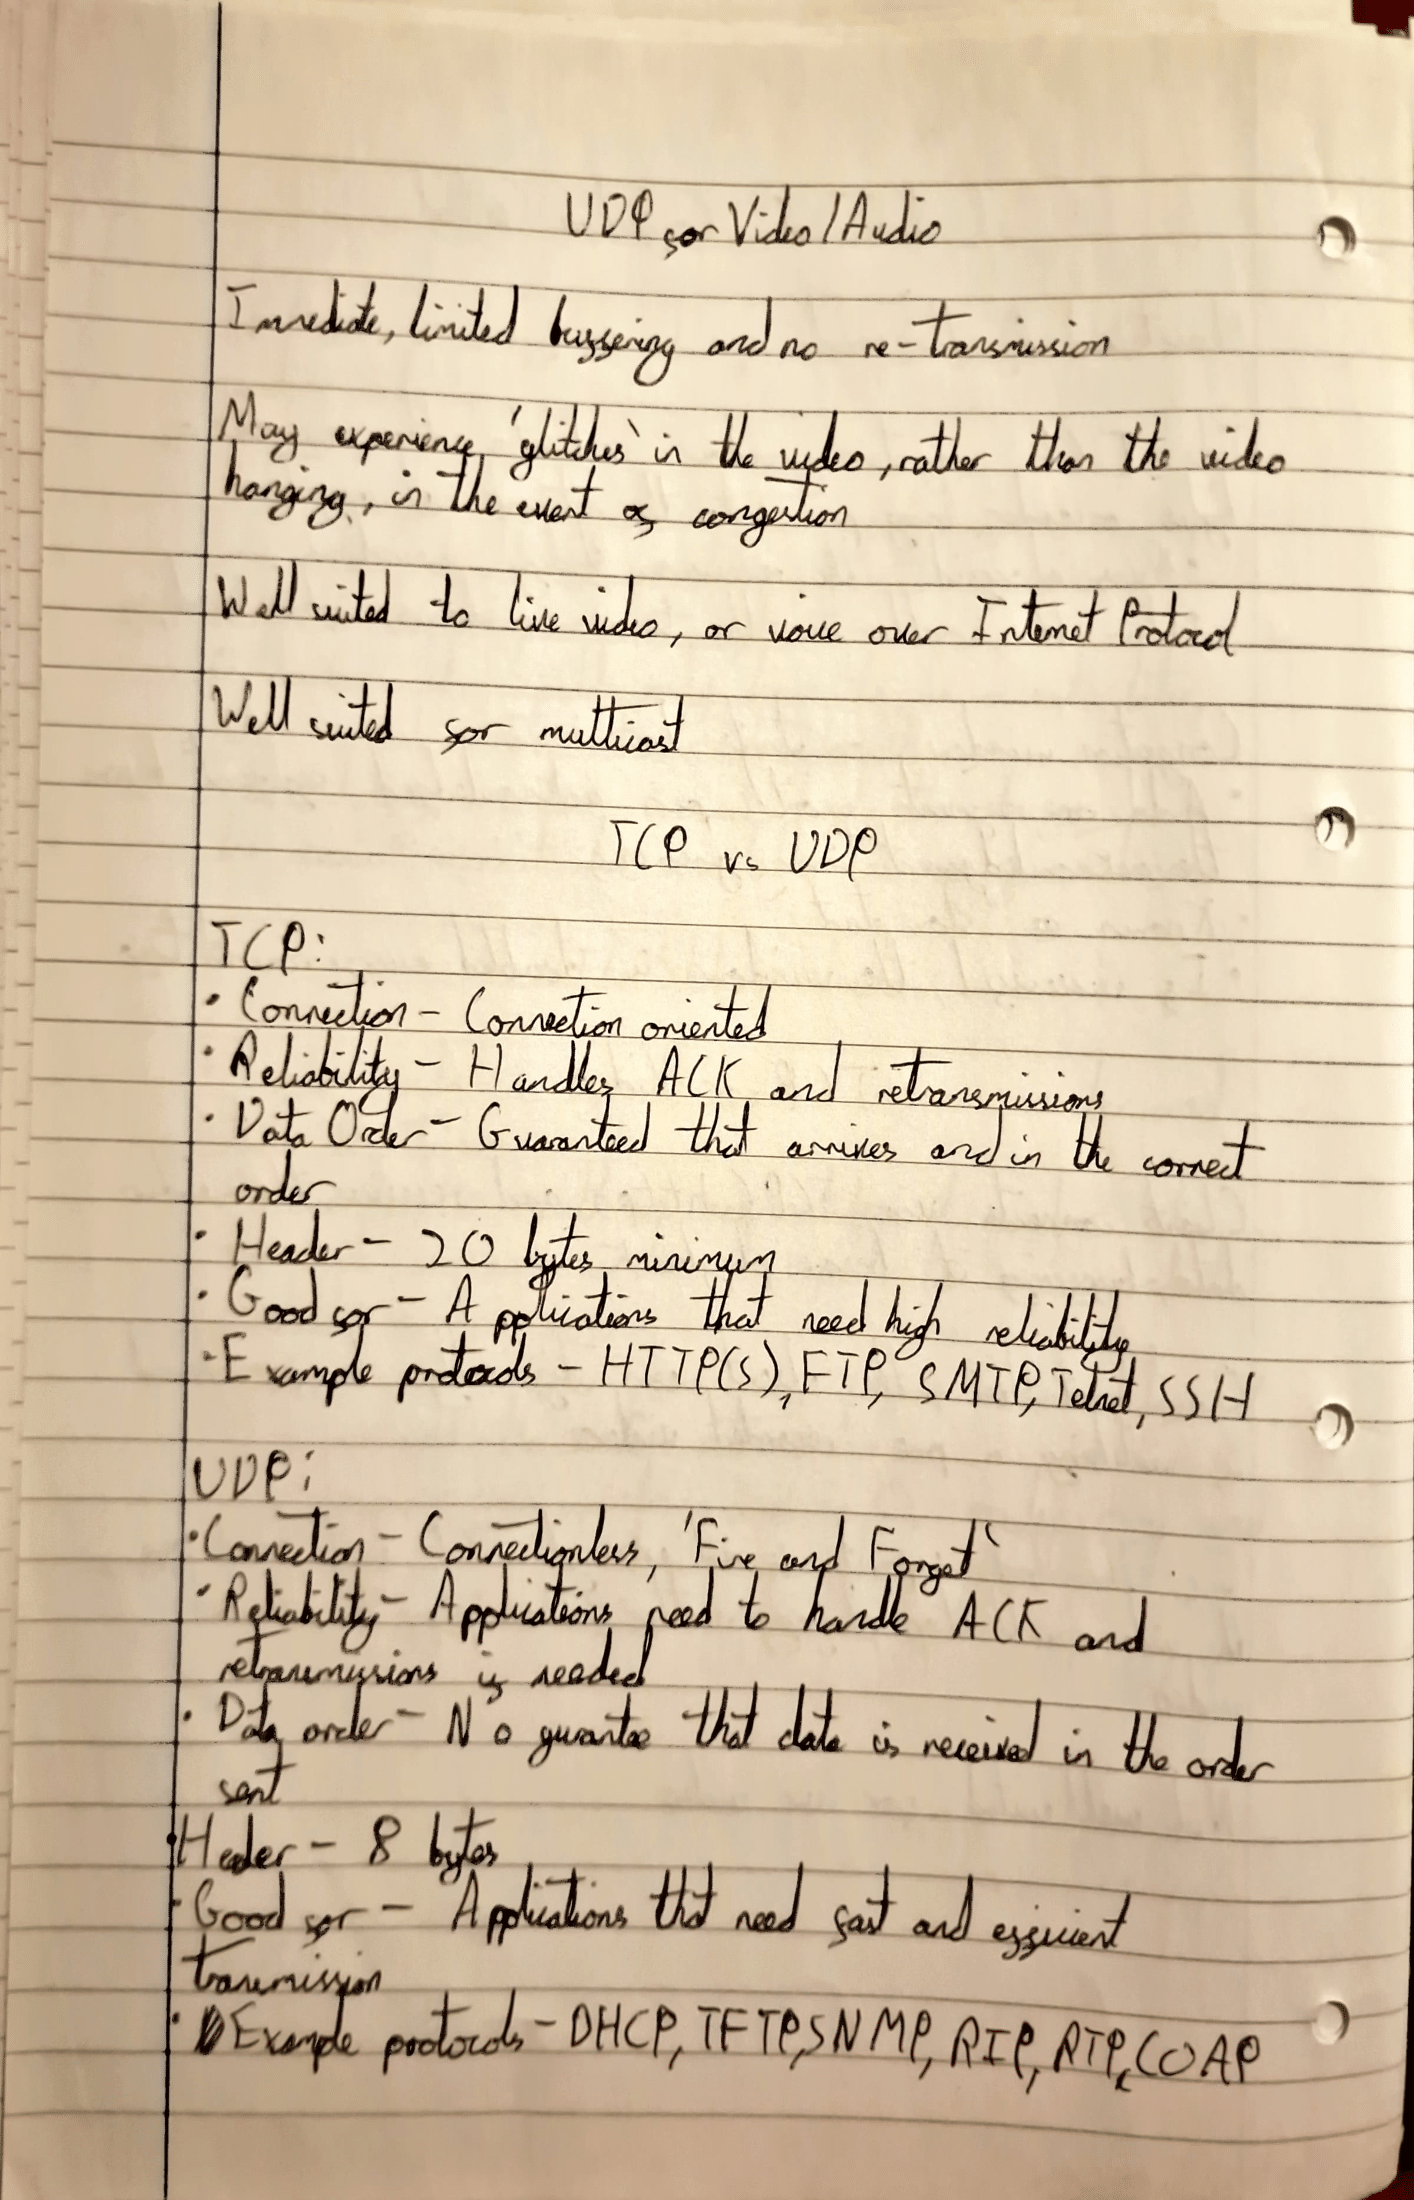 UDP for Video/Audio
Immediate, limited buffering and no re-transmission
May experience 'glitches' in the video, rather than the video
hanging, in the event of congestion
Well suited to live video, or voice over Internet Protocol
Well suited for multicast
TCP vs UDP
TCP:
• Connection - Connection oriented
• Reliability - Handles ACK and retransmissions
• Data Order - Guaranteed that arrives and in the correct
order
• Header - 20 bytes minimum
• Good for - Applications that need high reliability
• Example protocols - HTTP(S), FTP, SMTP, Telnet, SSH
UDP:
• Connection - Connectionless, 'Fire and Forget'
• Reliability - Applications need to handle ACK and
retransmissions if needed
• Data order - No gurantee that data is received in the order
sent
• Header - 8 bytes
• Good for - Applications that need fast and efficient
transmission
• Example protocols - DHCP, TFTP, SNMP, RIP, RTP, COAP